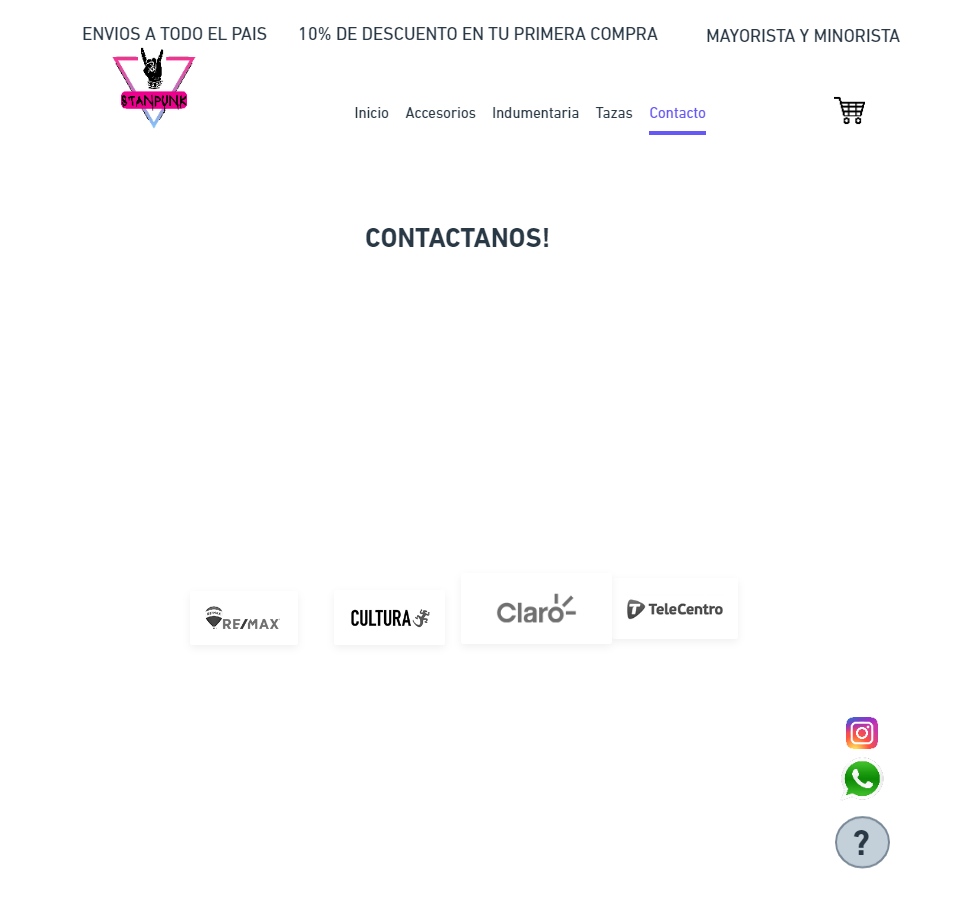 ENVIOS A TODO EL PAIS
10% DE DESCUENTO EN TU PRIMERA COMPRA
MAYORISTA Y MINORISTA
STANPUNK
Inicio
Accesorios
Indumentaria
Tazas
Contacto
CONTACTANOS!
RE/MAX
CULTURA
Claro
TeleCentro
?